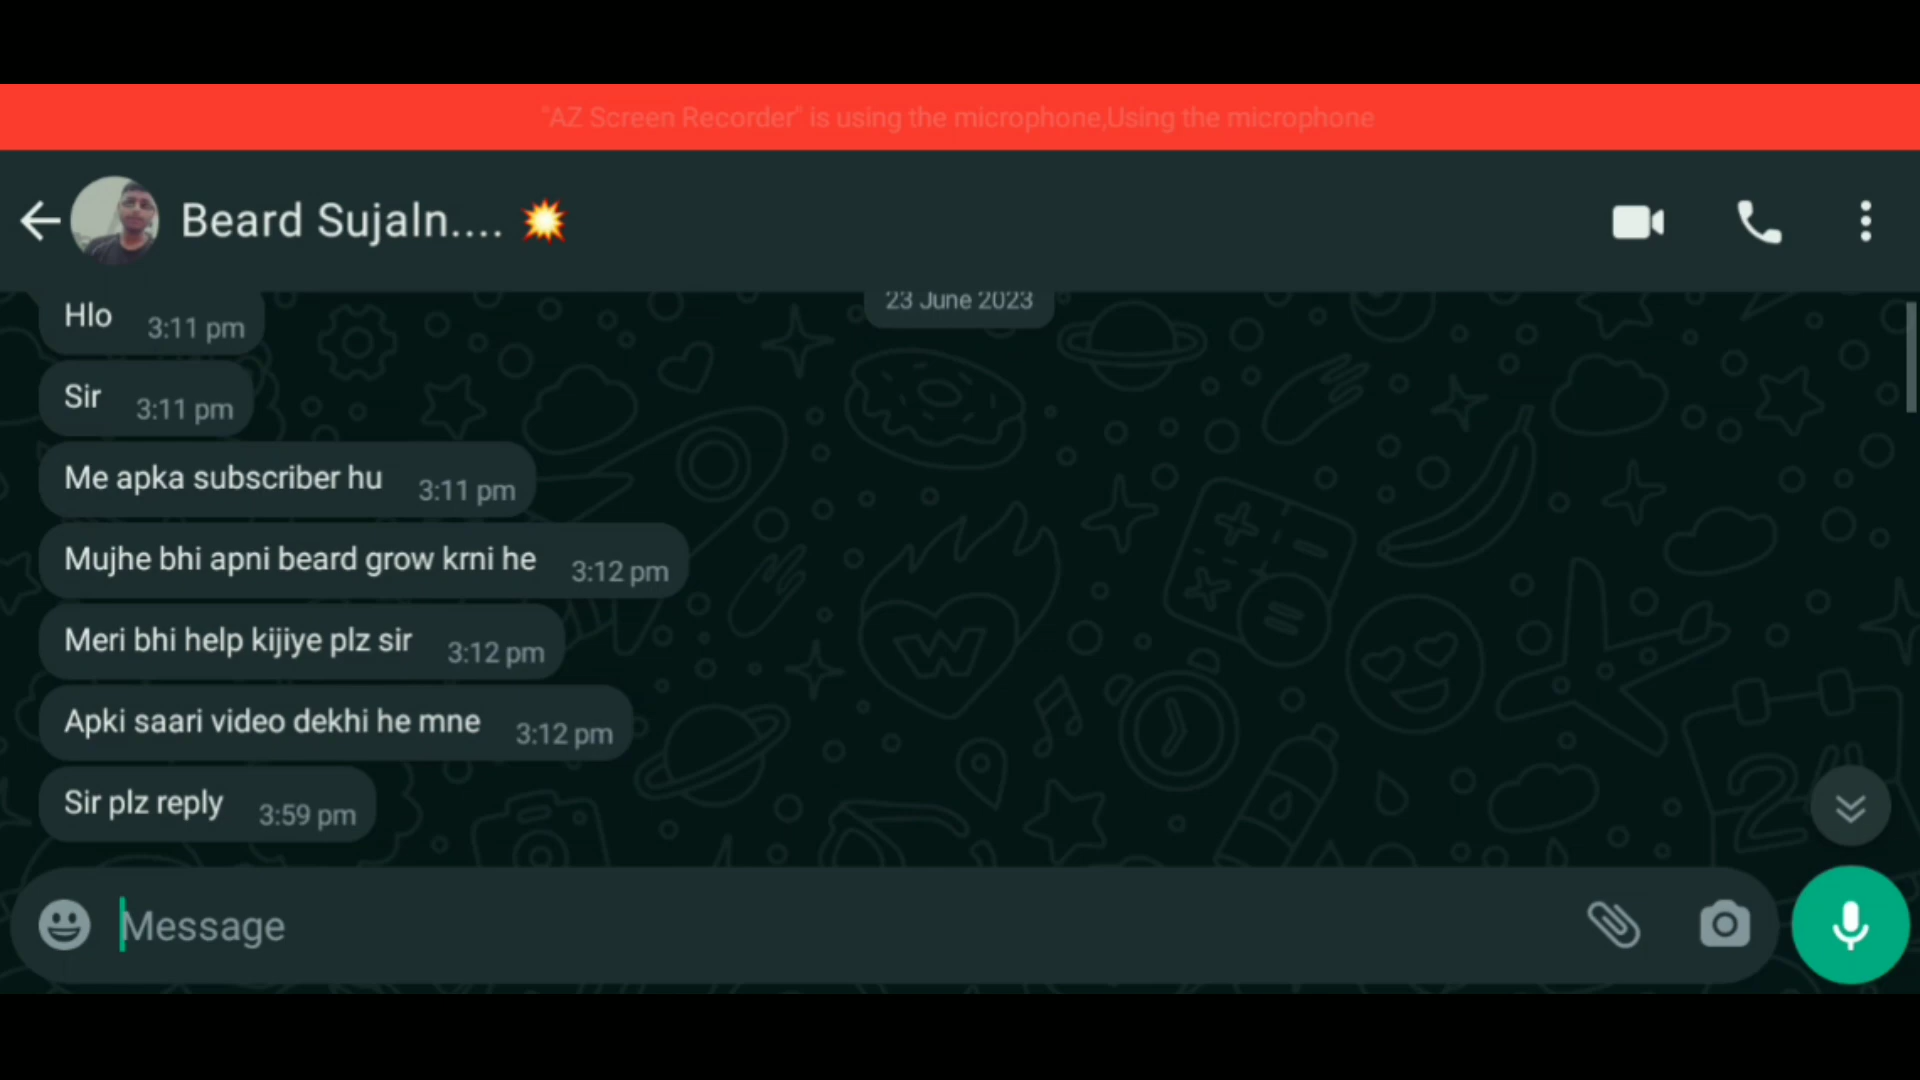 "AZ Screen Recorder" is using the microphone,Using the microphone
Beard Sujaln.... 💥
23 June 2023
Hlo 3:11 pm
Sir 3:11 pm
Me apka subscriber hu 3:11 pm
Mujhe bhi apni beard grow krni he 3:12 pm
Meri bhi help kijiye plz sir 3:12 pm
Apki saari video dekhi he mne 3:12 pm
Sir plz reply 3:59 pm
Message